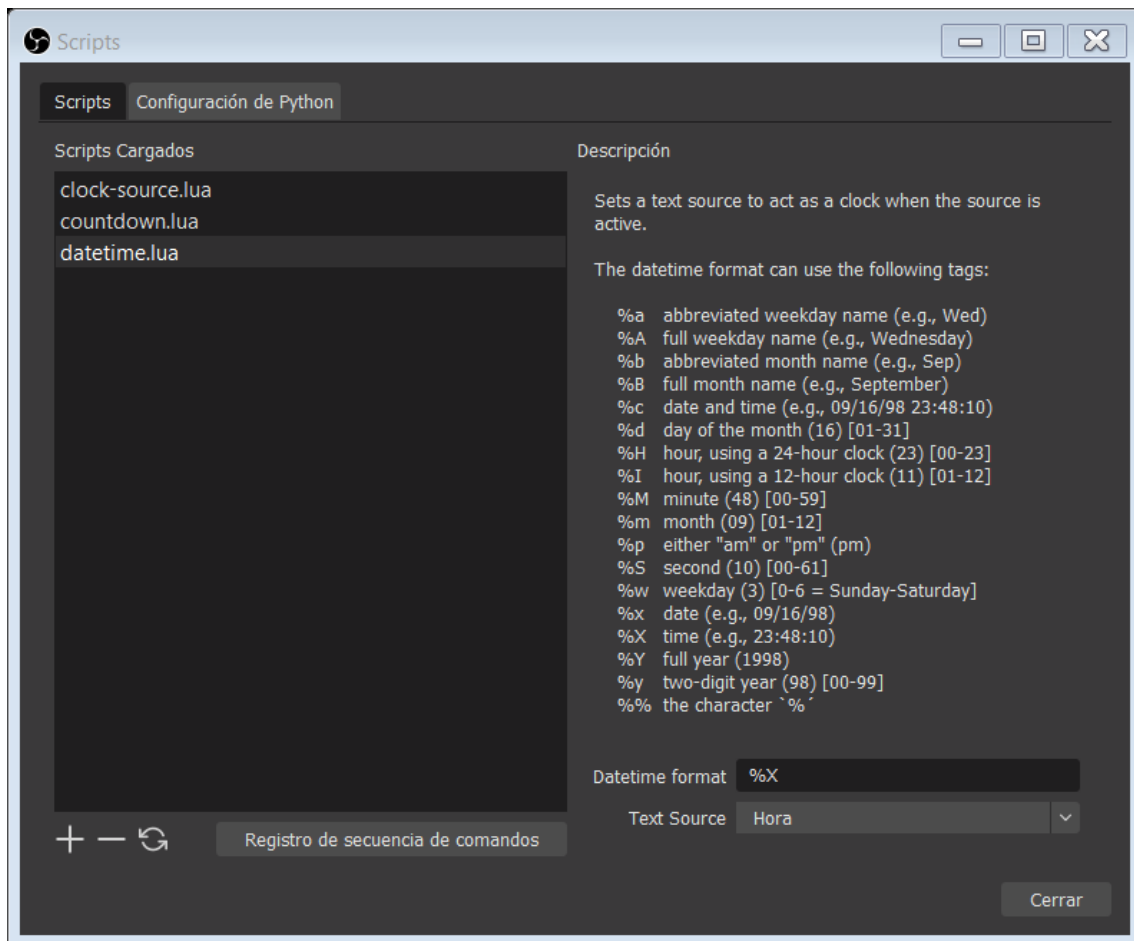 Scripts
Scripts
Configuración de Python
Scripts Cargados
clock-source.lua
countdown.lua
datetime.lua
Registro de secuencia de comandos
Descripción
Sets a text source to act as a clock when the source is
active.
The datetime format can use the following tags:
%a abbreviated weekday name (e.g., Wed)
%A full weekday name (e.g., Wednesday)
%b abbreviated month name (e.g., Sep)
%B full month name (e.g., September)
%c date and time (e.g., 09/16/98 23:48:10)
%d day of the month (16) [01-31]
%H hour, using a 24-hour clock (23) [00-23]
%I hour, using a 12-hour clock (11) [01-12]
%M minute (48) [00-59]
%m month (09) [01-12]
%p either "am" or "pm" (pm)
%S second (10) [00-61]
%w weekday (3) [0-6 = Sunday-Saturday]
%x date (e.g., 09/16/98)
%X time (e.g., 23:48:10)
%Y full year (1998)
%y two-digit year (98) [00-99]
%% the character `%´
Datetime format %X
Text Source Hora
Cerrar